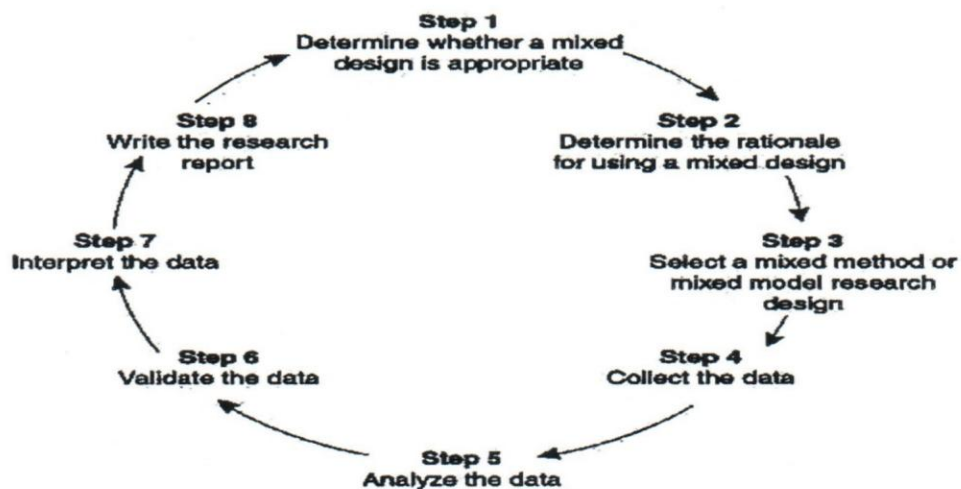 Step 1
Determine whether a mixed
design is appropriate
Step 2
Determine the rationale
for using a mixed design
Step 3
Select a mixed method or
mixed model research
design
Step 4
Collect the data
Step 5
Analyze the data
Step 6
Validate the data
Step 7
Interpret the data
Step 8
Write the research
report